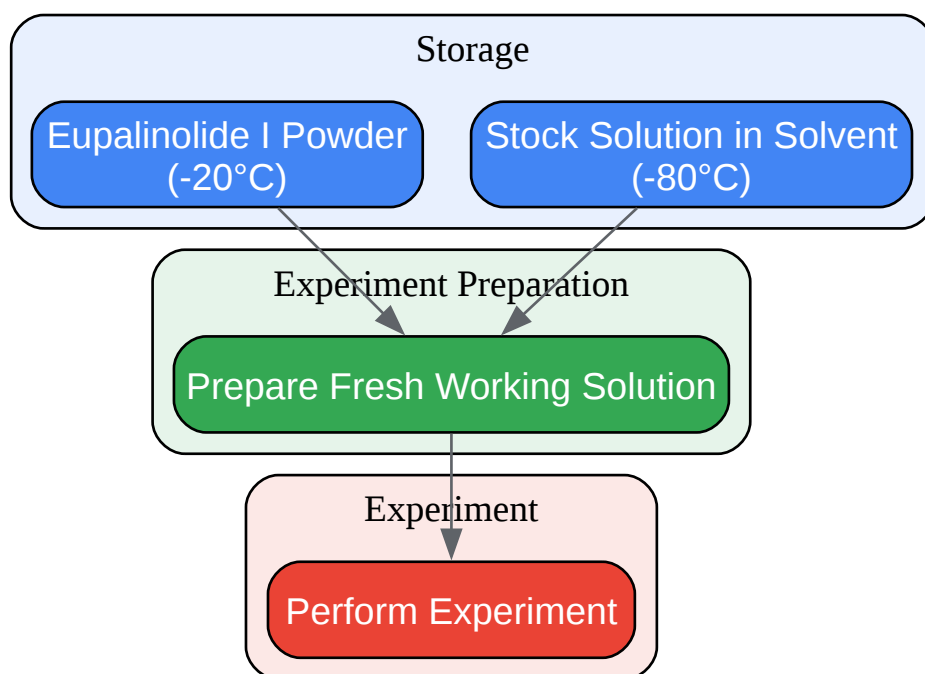 Storage
Eupalinolide I Powder
(-20°C)
Stock Solution in Solvent
(-80°C)
Experiment Preparation
Prepare Fresh Working Solution
Experiment
Perform Experiment